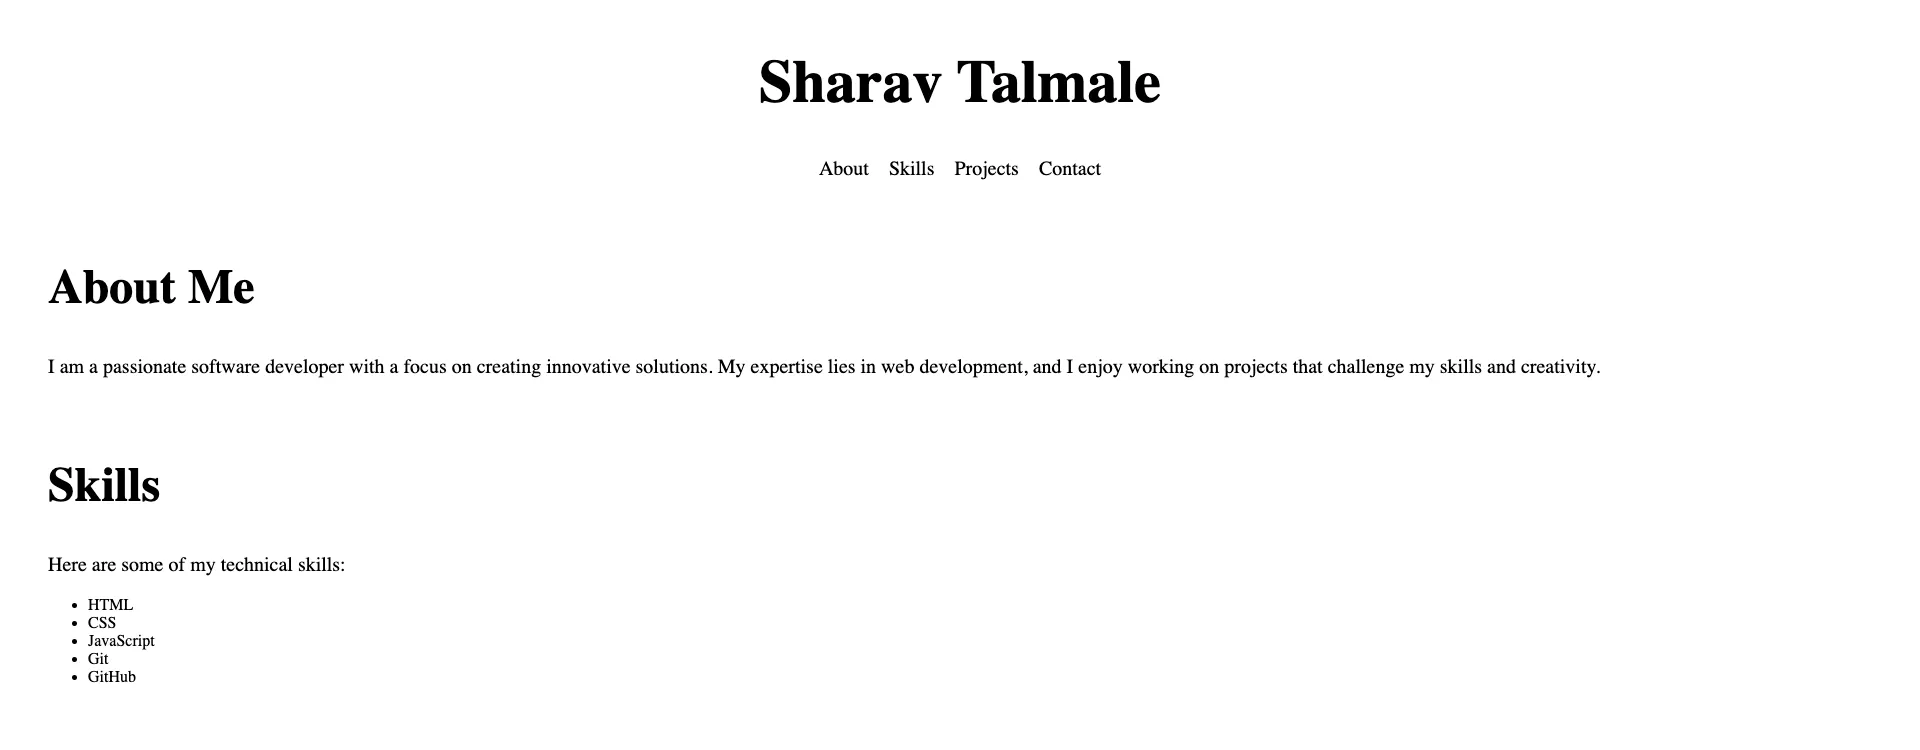 Sharav Talmale
About Skills Projects Contact
About Me
I am a passionate software developer with a focus on creating innovative solutions. My expertise lies in web development, and I enjoy working on projects that challenge my skills and creativity.
Skills
Here are some of my technical skills:
• HTML
• CSS
• JavaScript
• Git
• GitHub